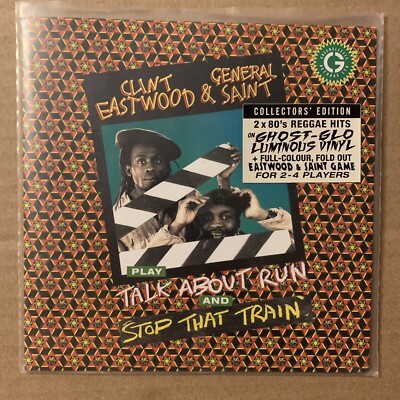 CLINT
EASTWOOD &
GENERAL
SAINT
G
COLLECTORS' EDITION
2 x 80's REGGAE HITS
ON GHOST-GLO
LUMINOUS VINYL
+ FULL-COLOUR, FOLD OUT
EASTWOOD & SAINT GAME
FOR 2-4 PLAYERS
PLAY
TALK ABOUT RUN
AND
STOP THAT TRAIN